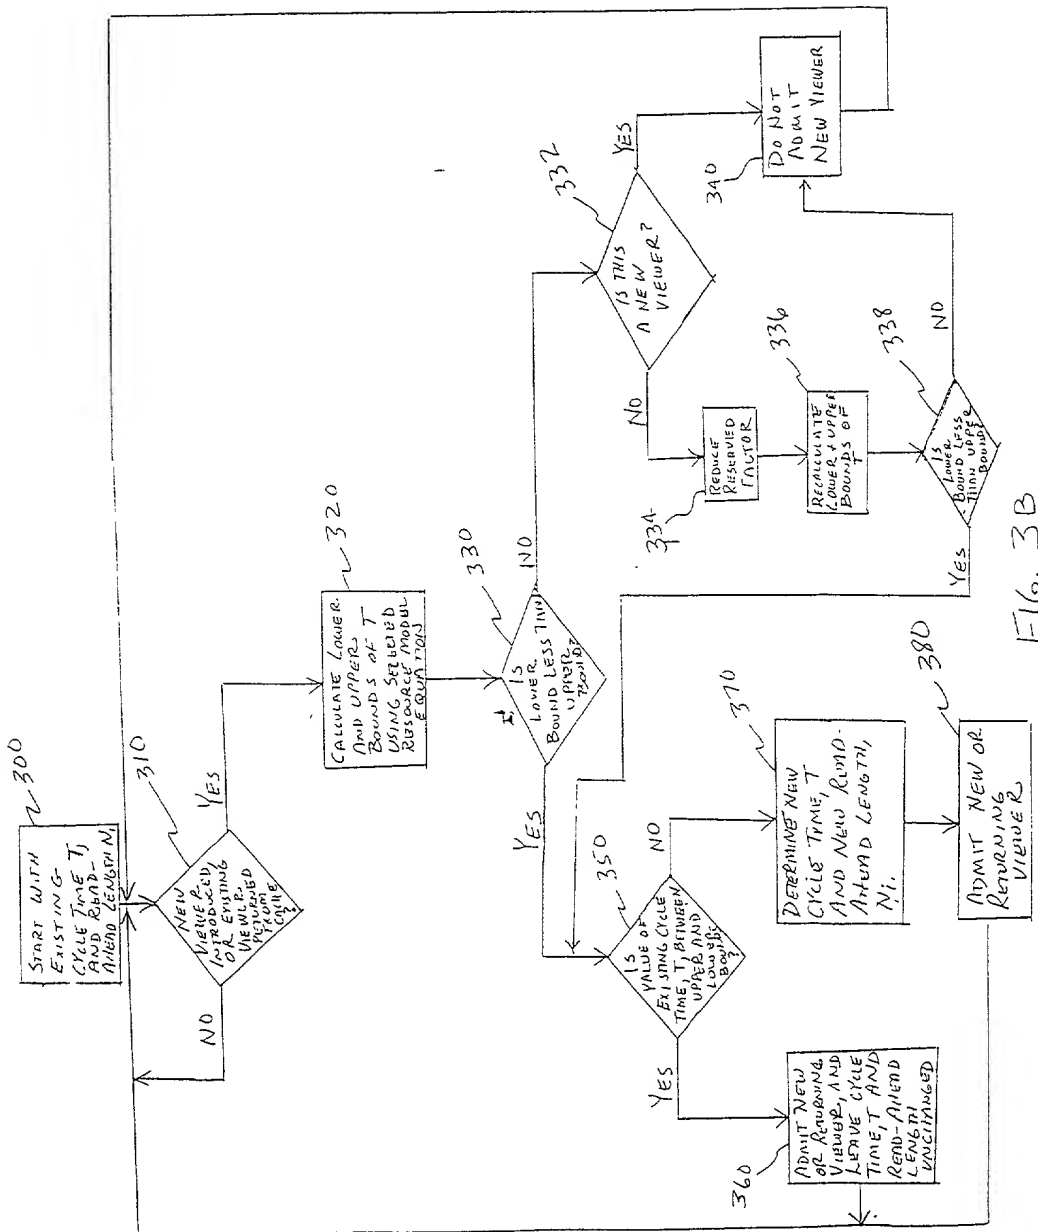 300
START WITH
EXISTING
CYCLE TIME T,
AND READ-
AHEAD LENGTH Ni
310
NEW
VIEWER
INTRODUCED,
OR EXISTING
VIEWER
RETURNED
FROM
CACHE
?
NO
YES
320
CALCULATE LOWER
AND UPPER
BOUNDS OF T
USING SELECTED
RESOURCE MODEL
EQUATION
330
IS
LOWER
BOUND LESS THAN
UPPER
BOUND?
NO
YES
332
IS THIS
A NEW
VIEWER?
YES
NO
340
DO NOT
ADMIT
NEW VIEWER
334
REDUCE
RESERVED
FACTOR
336
RECALCULATE
LOWER + UPPER
BOUNDS OF
T
338
IS
LOWER
BOUND LESS
THAN UPPER
BOUND?
NO
YES
350
IS
VALUE OF
EXISTING CYCLE
TIME, T, BETWEEN
UPPER AND
LOWER
BOUNDS
?
NO
YES
360
ADMIT NEW
OR RETURNING
VIEWER, AND
LEAVE CYCLE
TIME, T AND
READ-AHEAD
LENGTH
UNCHANGED
370
DETERMINE NEW
CYCLE TIME, T
AND NEW READ-
AHEAD LENGTH,
Ni.
380
ADMIT NEW OR
RETURNING
VIEWER
FIG. 3B